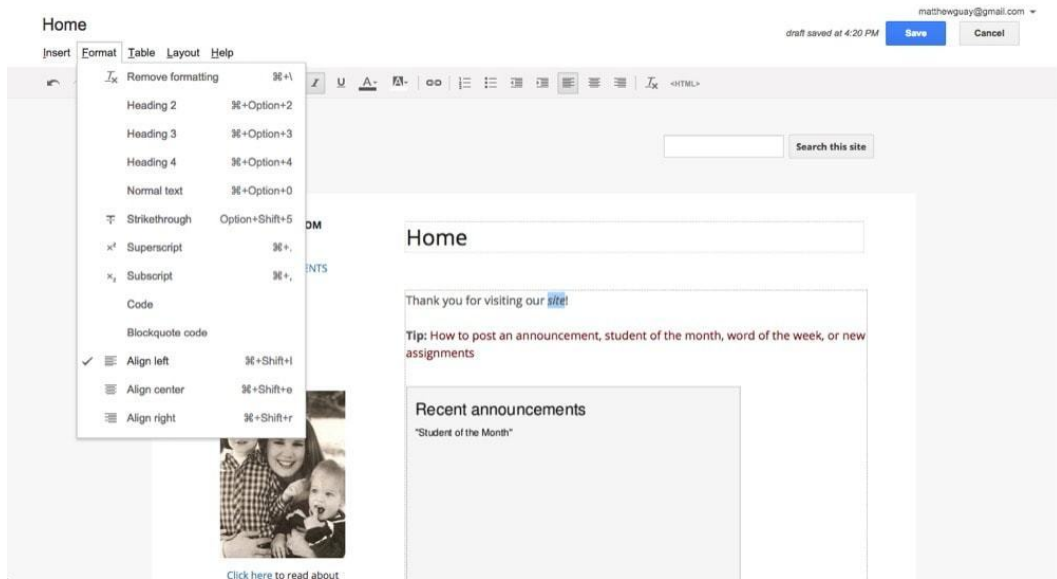 matthewguay@gmail.com
Home
draft saved at 4:20 PM
Save
Cancel
Insert Format Table Layout Help
Remove formatting ⌘+\
Heading 2 ⌘+Option+2
Heading 3 ⌘+Option+3
Heading 4 ⌘+Option+4
Normal text ⌘+Option+0
Strikethrough Option+Shift+5
Superscript ⌘+.
Subscript ⌘+,
Code
Blockquote code
Align left ⌘+Shift+l
Align center ⌘+Shift+e
Align right ⌘+Shift+r
I U A A <HTML>
Search this site
OM
ENTS
Home
Thank you for visiting our site!
Tip: How to post an announcement, student of the month, word of the week, or new
assignments
Recent announcements
"Student of the Month"
Click here to read about